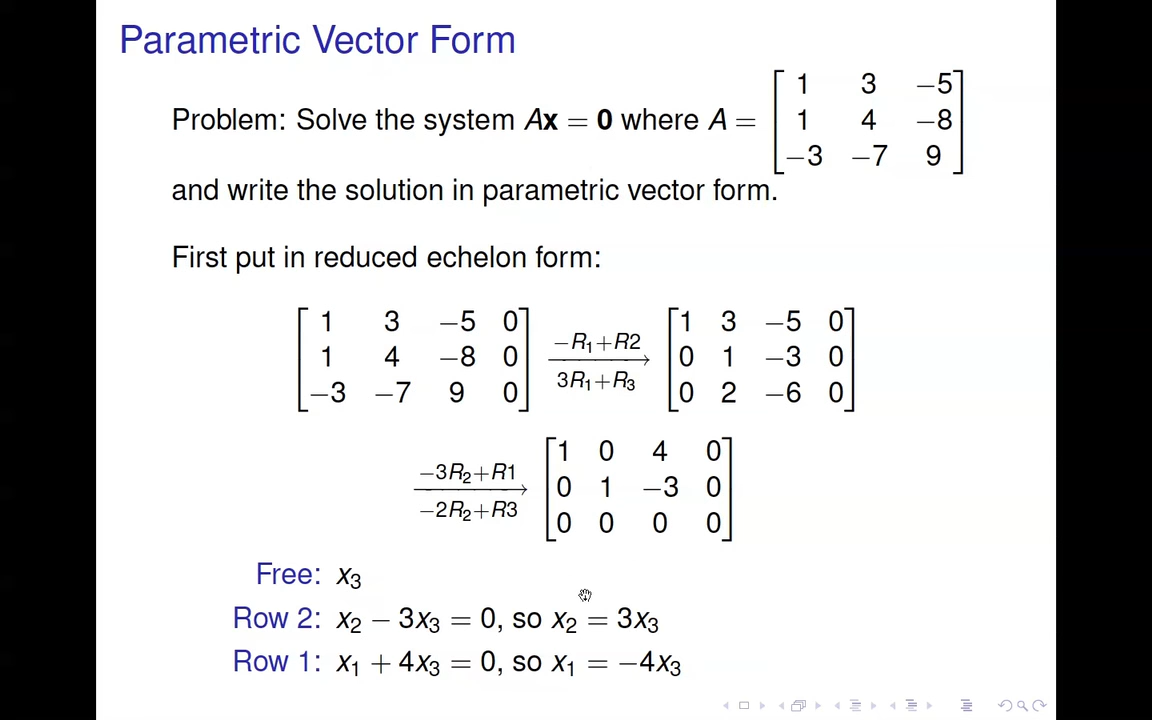 Parametric Vector Form
Problem: Solve the system Ax = 0 where A = [1 3 −5; 1 4 −8; −3 −7 9]
and write the solution in parametric vector form.
First put in reduced echelon form:
[1 3 −5 0; 1 4 −8 0; −3 −7 9 0] −R₁+R2 3R₁+R₃ → [1 3 −5 0; 0 1 −3 0; 0 2 −6 0]
−3R₂+R1 −2R₂+R3 → [1 0 4 0; 0 1 −3 0; 0 0 0 0]
Free: x₃
Row 2: x₂ − 3x₃ = 0, so x₂ = 3x₃
Row 1: x₁ + 4x₃ = 0, so x₁ = −4x₃